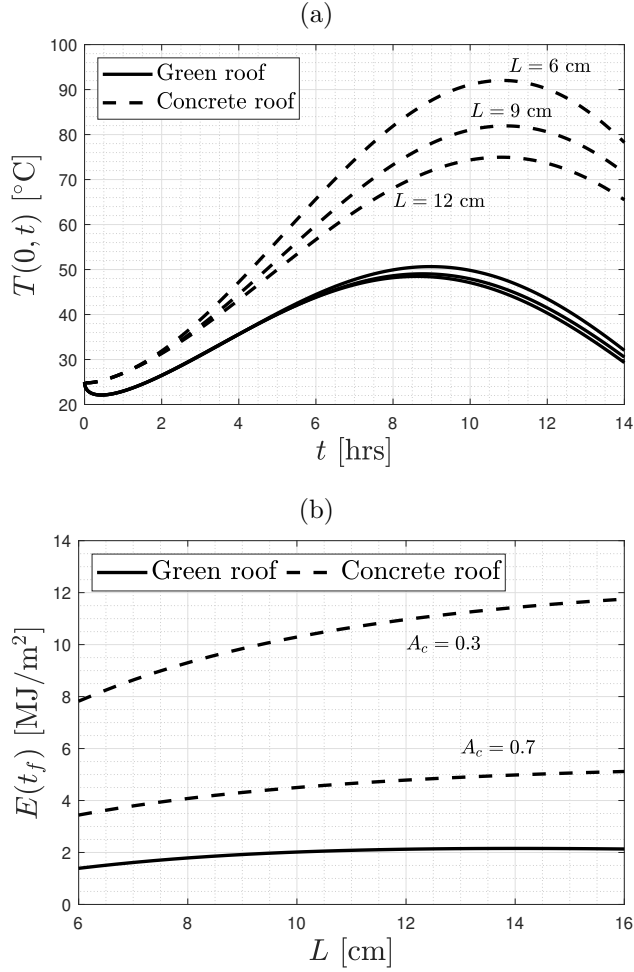 (a)
T(0, t) [°C]
100
90
80
70
60
50
40
30
20
Green roof
Concrete roof
L = 6 cm
L = 9 cm
L = 12 cm
0 2 4 6 8 10 12 14
t [hrs]
(b)
E(t_f) [MJ/m²]
14
12
10
8
6
4
2
0
Green roof Concrete roof
A_c = 0.3
A_c = 0.7
6 8 10 12 14 16
L [cm]